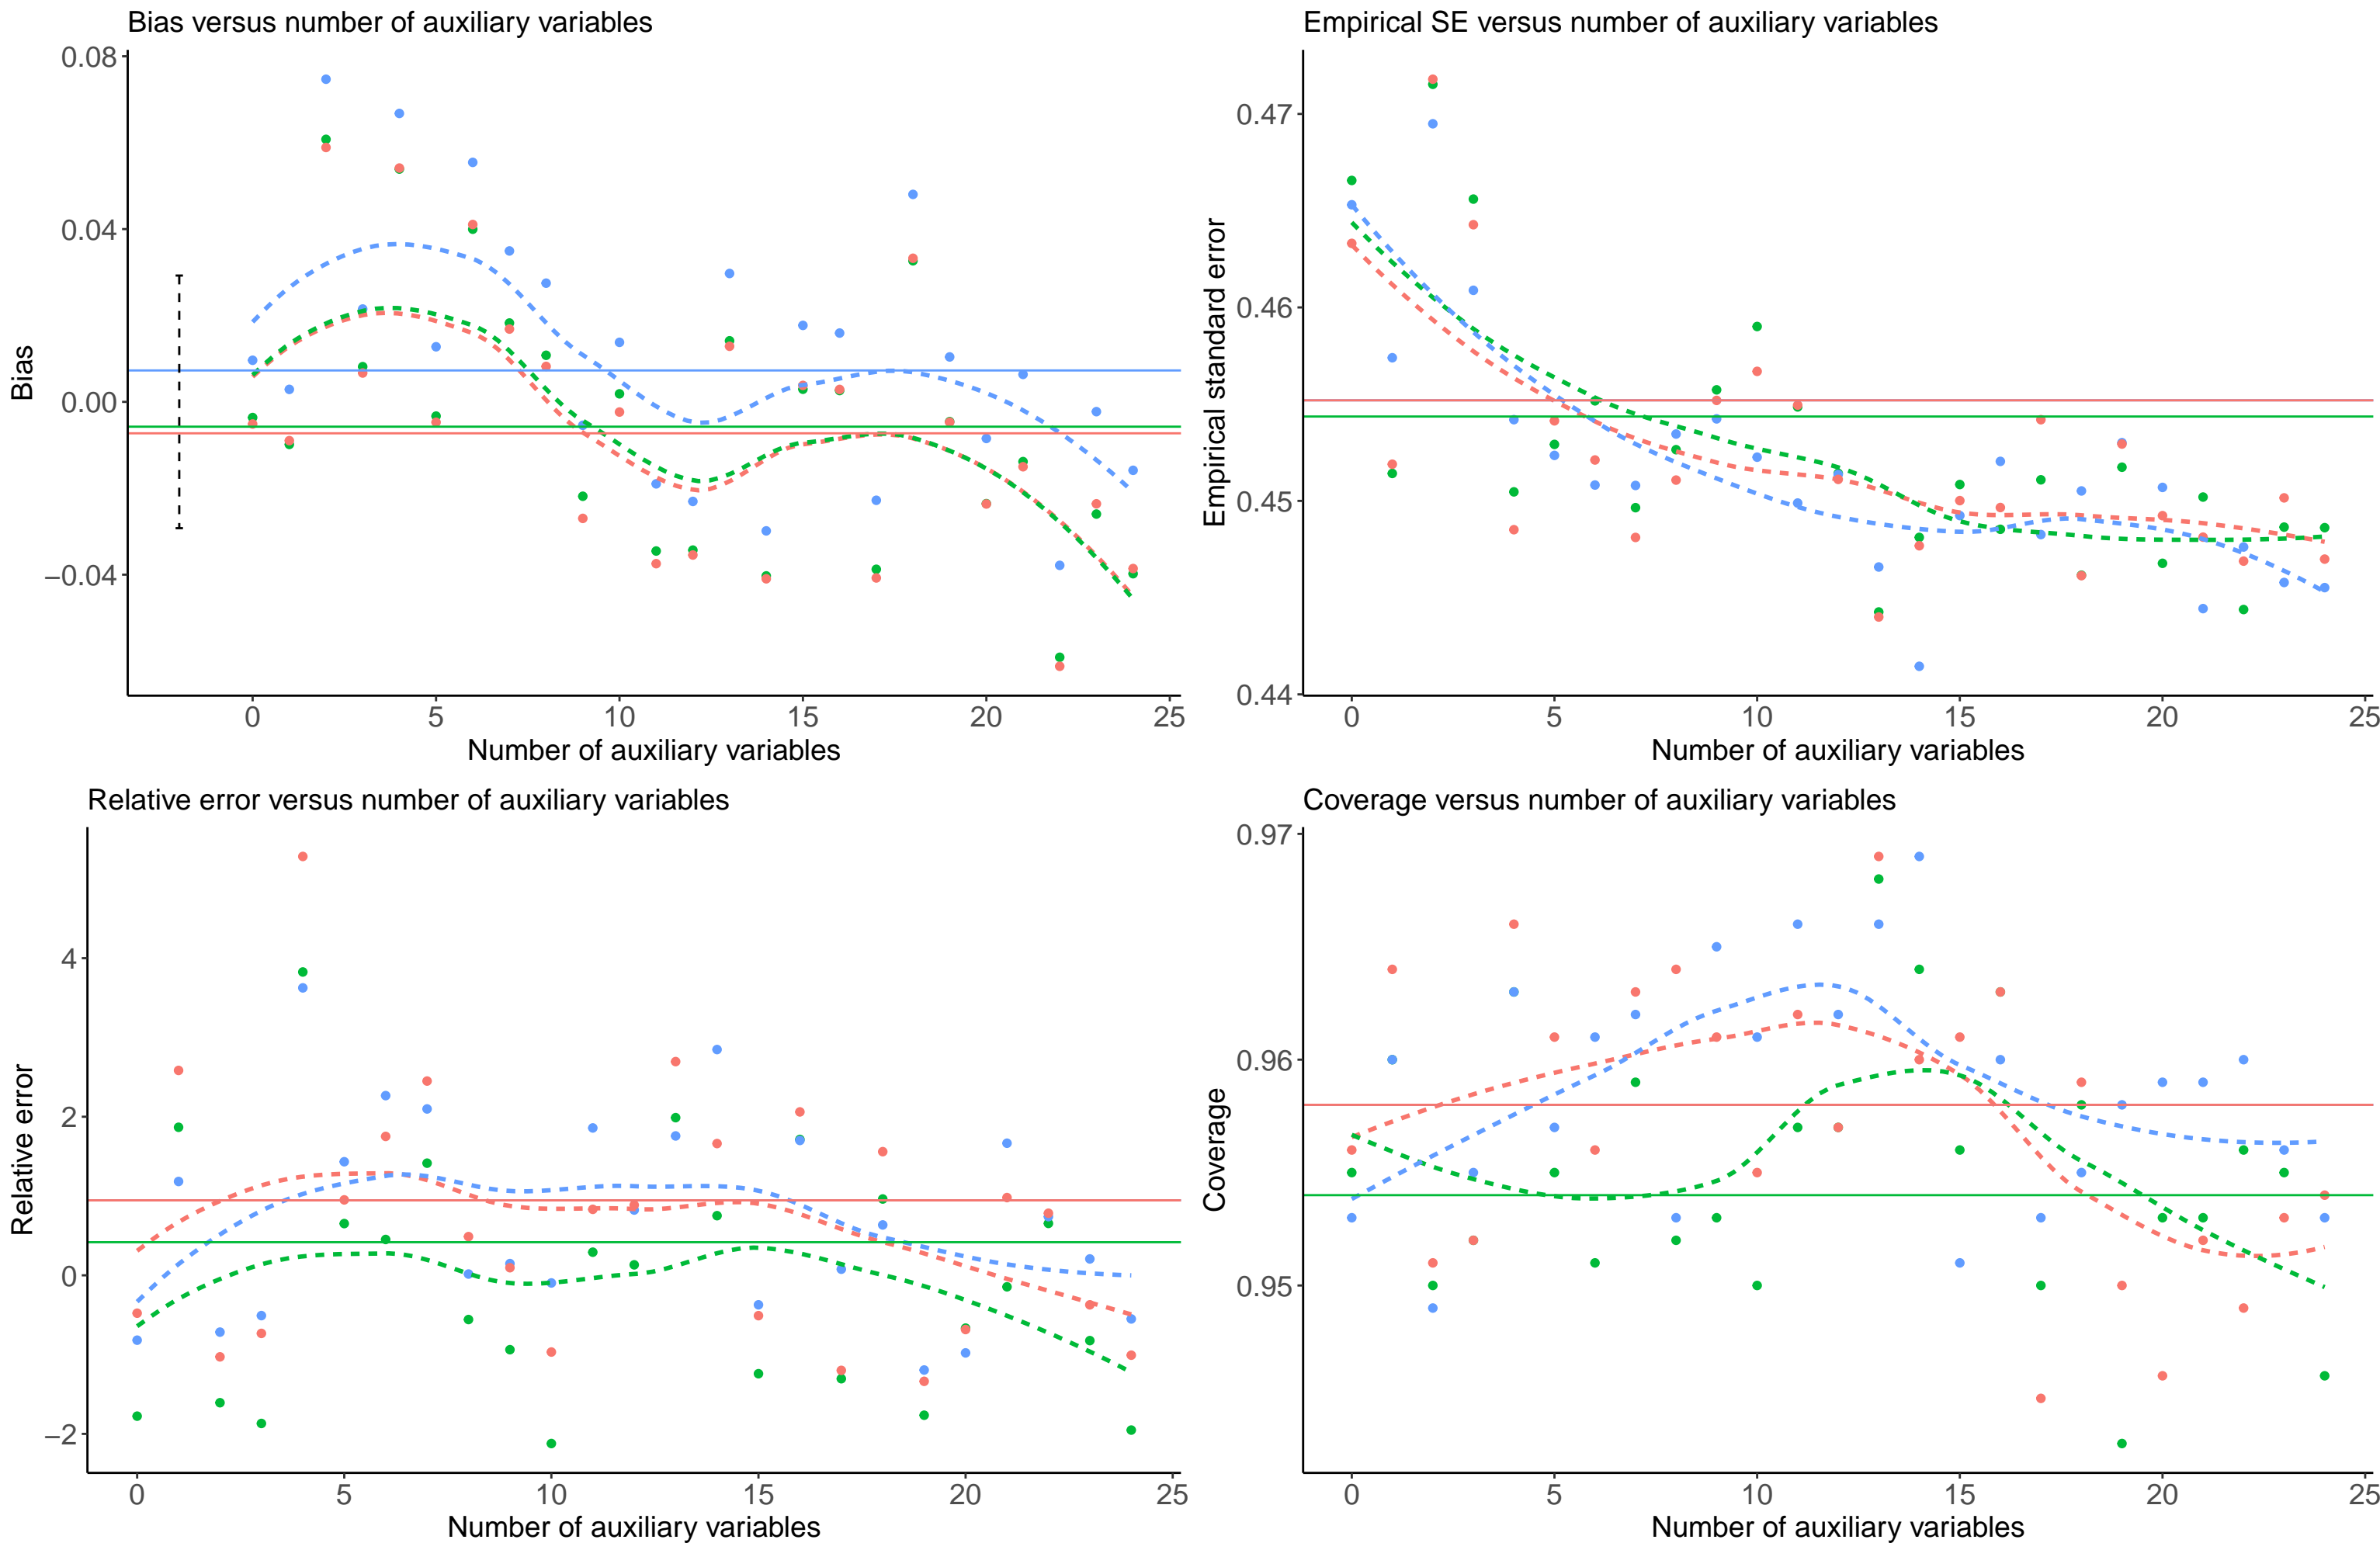 Bias versus number of auxiliary variables
0.08
0.04
0.00
−0.04
Bias
0 5 10 15 20 25
Number of auxiliary variables
Empirical SE versus number of auxiliary variables
0.47
0.46
0.45
0.44
Empirical standard error
0 5 10 15 20 25
Number of auxiliary variables
Relative error versus number of auxiliary variables
4
2
0
−2
Relative error
0 5 10 15 20 25
Number of auxiliary variables
Coverage versus number of auxiliary variables
0.97
0.96
0.95
Coverage
0 5 10 15 20 25
Number of auxiliary variables